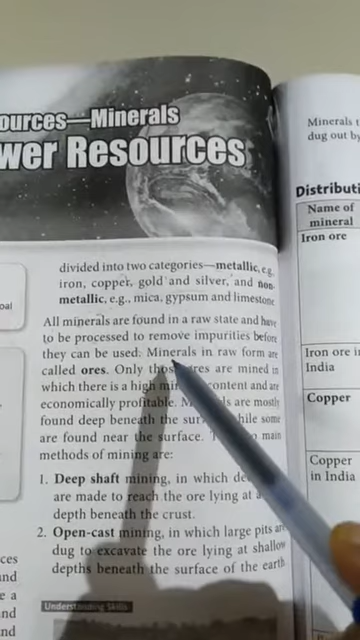 ources—Minerals
wer Resources
divided into two categories—metallic, e.g.,
iron, copper, gold and silver, and non-
metallic, e.g., mica, gypsum and limestone
All minerals are found in a raw state and have
to be processed to remove impurities before
they can be used. Minerals in raw form are
called ores. Only those ores are mined in
which there is a high content and are
economically profitable. are mostly
found deep beneath the while some
are found near the surface. main
methods of mining are:
1. Deep shaft mining, in which
are made to reach the ore lying at a
depth beneath the crust.
2. Open-cast mining, in which large pits are
dug to excavate the ore lying at shallow
depths beneath the surface of the earth
Understanding Skills
oal
ces
and
e a
and
nd
Minerals
dug out by
Distributi
Name of
mineral
Iron ore
Iron ore in
India
Copper
Copper
in India